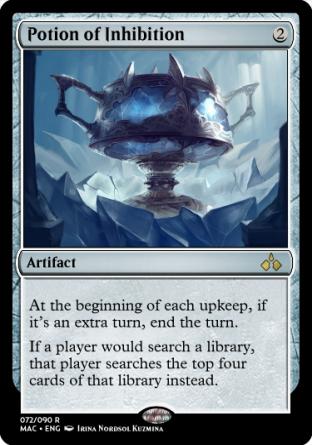 Potion of Inhibition 2
Artifact
At the beginning of each upkeep, if
it's an extra turn, end the turn.
If a player would search a library,
that player searches the top four
cards of that library instead.
072/090 R
MAC • ENG Irina Nordsol Kuzmina